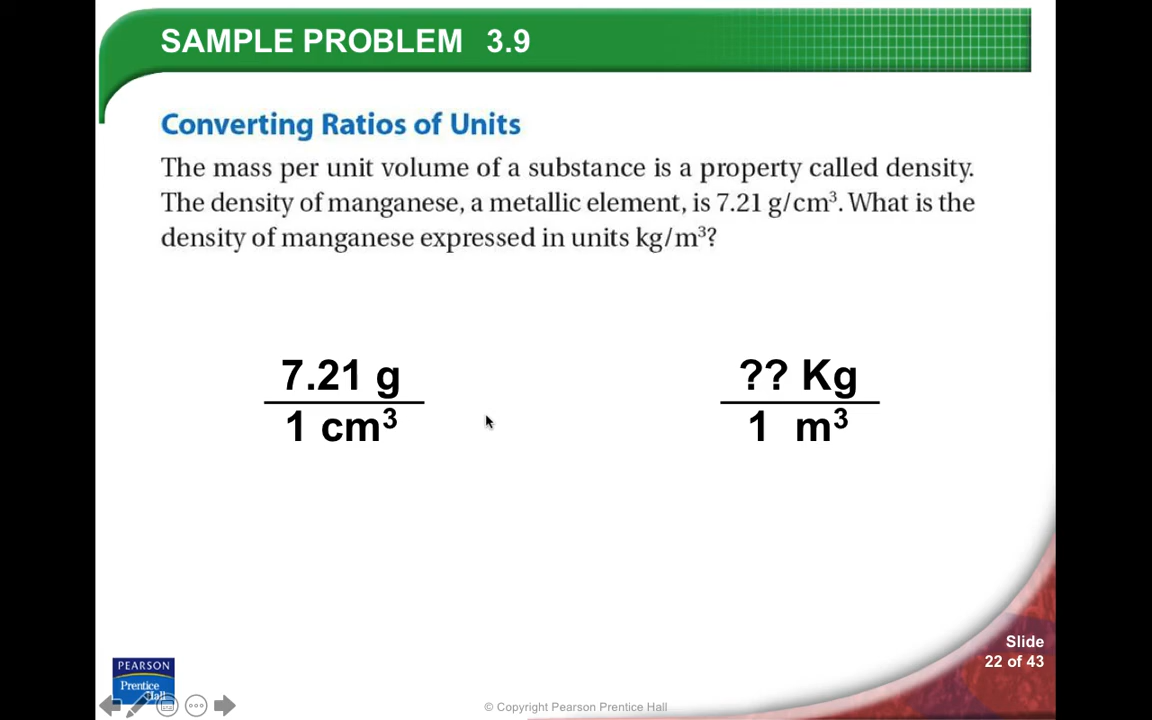 SAMPLE PROBLEM 3.9
Converting Ratios of Units
The mass per unit volume of a substance is a property called density.
The density of manganese, a metallic element, is 7.21 g/cm³. What is the
density of manganese expressed in units kg/m³?
7.21 g
1 cm³
?? Kg
1 m³
Slide
22 of 43
PEARSON
Prentice
Hall
© Copyright Pearson Prentice Hall